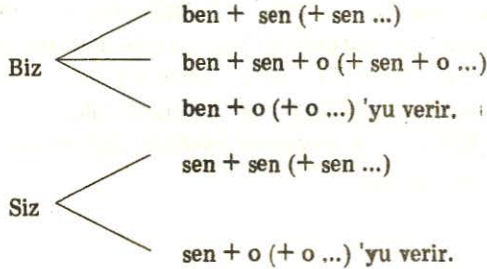 ben + sen (+ sen ...)
Biz
ben + sen + o (+ sen + o ...)
ben + o (+ o ...) 'yu verir.
sen + sen (+ sen ...)
Siz
sen + o (+ o ...) 'yu verir.